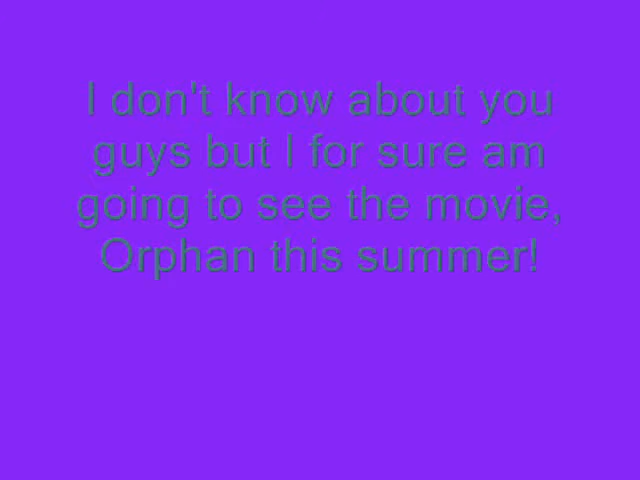 I don't know about you
guys but I for sure am
going to see the movie,
Orphan this summer!